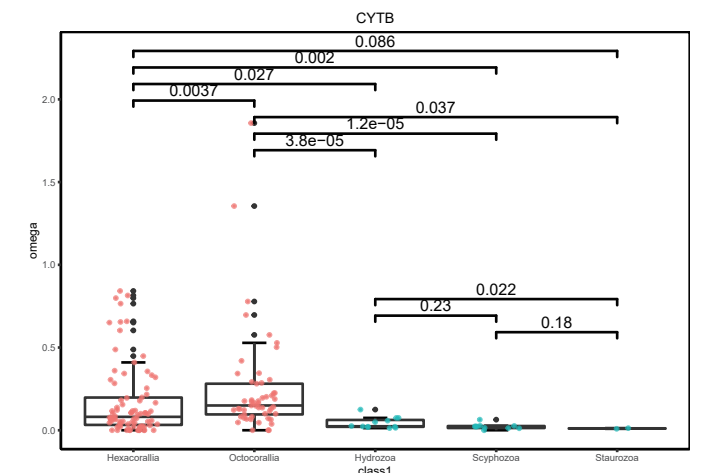 CYTB
0.086
0.002
0.027
0.0037
0.037
1.2e−05
3.8e−05
0.022
0.23
0.18
2.0
1.5
1.0
0.5
0.0
omega
Hexacorallia Octocorallia Hydrozoa Scyphozoa Staurozoa
class1